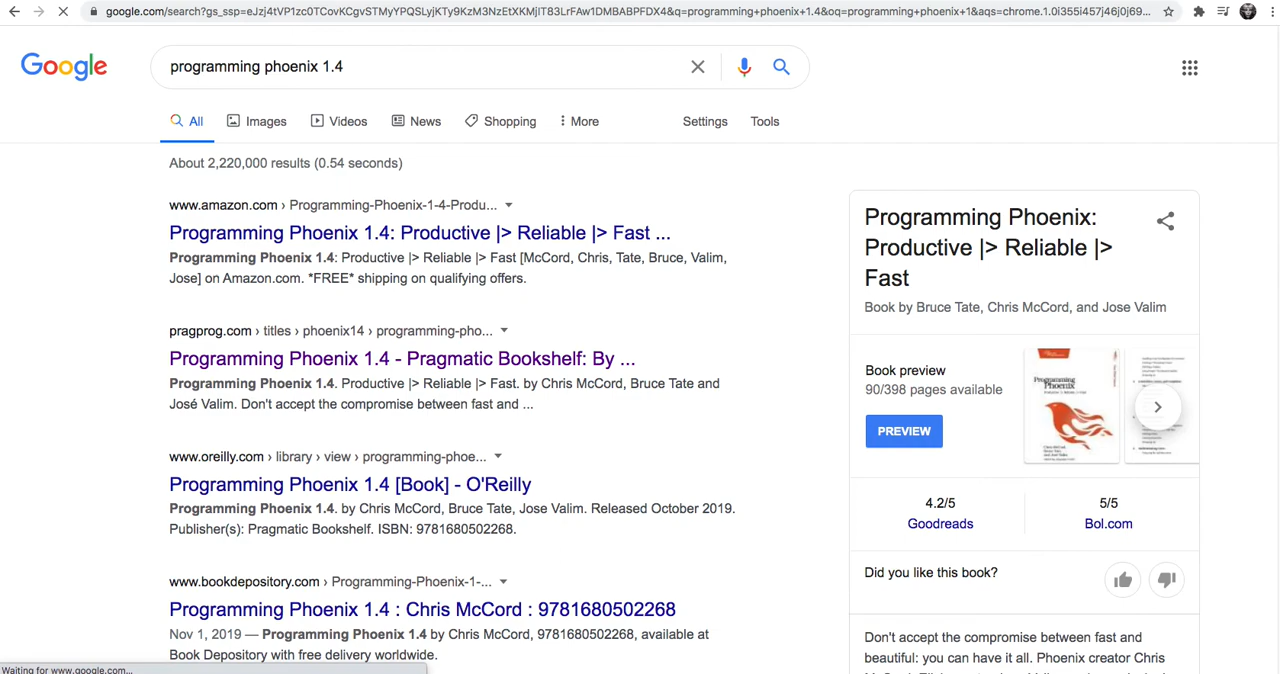 google.com/search?gs_ssp=eJzj4tVP1zc0TCovKCgvSTMyYPQSLyjKTy9KzM3NzEtXKMjIT83LrFAw1DMBABPFDX4&q=programming+phoenix+1.4&oq=programming+phoenix+1&aqs=chrome.1.0i355i457j46j0j69...
Google
programming phoenix 1.4
All Images Videos News Shopping More Settings Tools
About 2,220,000 results (0.54 seconds)
www.amazon.com › Programming-Phoenix-1-4-Produ...
Programming Phoenix 1.4: Productive |> Reliable |> Fast ...
Programming Phoenix 1.4: Productive |> Reliable |> Fast [McCord, Chris, Tate, Bruce, Valim,
Jose] on Amazon.com. *FREE* shipping on qualifying offers.
pragprog.com › titles › phoenix14 › programming-pho...
Programming Phoenix 1.4 - Pragmatic Bookshelf: By ...
Programming Phoenix 1.4. Productive |> Reliable |> Fast. by Chris McCord, Bruce Tate and
José Valim. Don't accept the compromise between fast and ...
www.oreilly.com › library › view › programming-phoe...
Programming Phoenix 1.4 [Book] - O'Reilly
Programming Phoenix 1.4. by Chris McCord, Bruce Tate, Jose Valim. Released October 2019.
Publisher(s): Pragmatic Bookshelf. ISBN: 9781680502268.
www.bookdepository.com › Programming-Phoenix-1-...
Programming Phoenix 1.4 : Chris McCord : 9781680502268
Nov 1, 2019 — Programming Phoenix 1.4 by Chris McCord, 9781680502268, available at
Book Depository with free delivery worldwide.
Waiting for www.google.com...
Programming Phoenix:
Productive |> Reliable |>
Fast
Book by Bruce Tate, Chris McCord, and Jose Valim
Book preview
90/398 pages available
PREVIEW
Programming
Phoenix
4.2/5
Goodreads
5/5
Bol.com
Did you like this book?
Don't accept the compromise between fast and
beautiful: you can have it all. Phoenix creator Chris